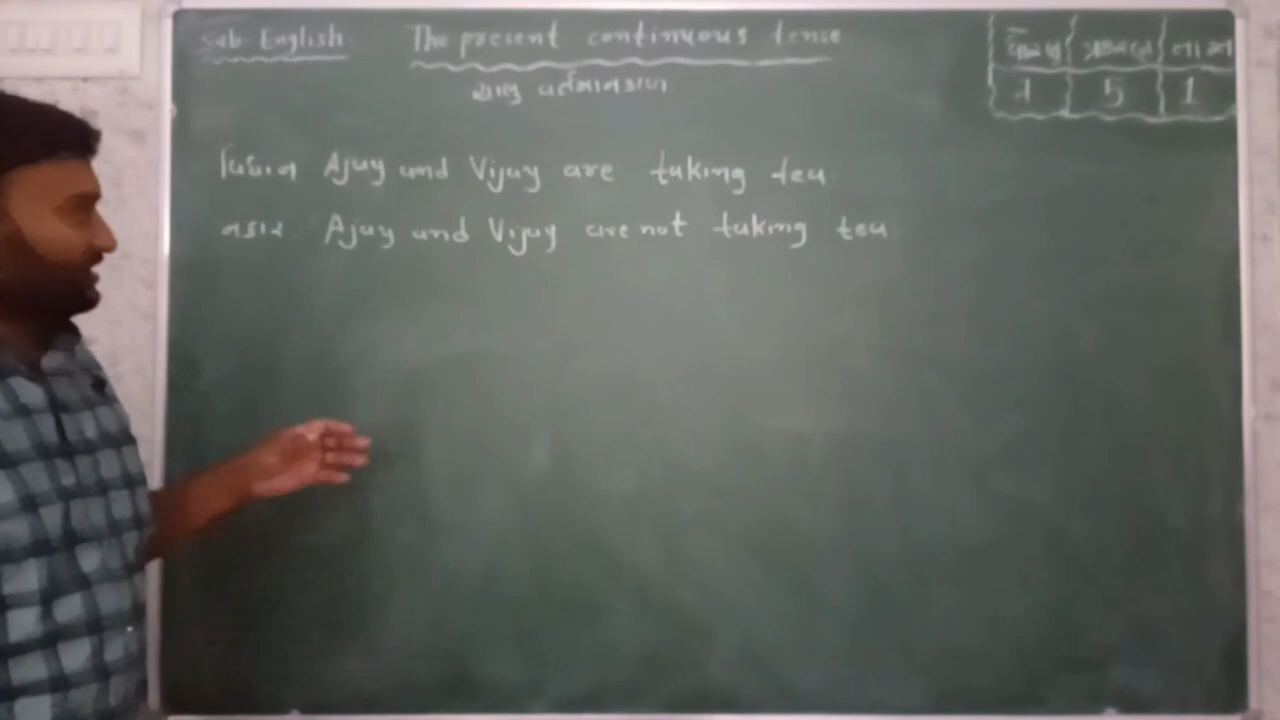 Sub English The present continuous tense
ચાલુ વર્તમાનકાળ
વિધાન Ajay and Vijay are taking tea
નકાર Ajay and Vijay are not taking tea
5 1